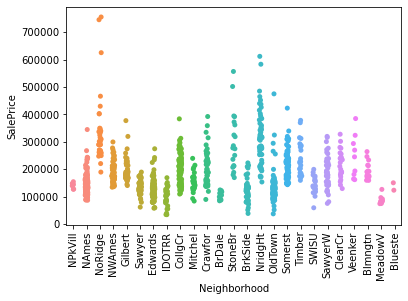 700000
600000
500000
400000
300000
200000
100000
0
SalePrice
NPkVill
NAmes
NoRidge
NWAmes
Gilbert
Sawyer
Edwards
IDOTRR
CollgCr
Mitchel
Crawfor
BrDale
StoneBr
BrkSide
NridgHt
OldTown
Somerst
Timber
SWISU
SawyerW
ClearCr
Veenker
Blmngtn
MeadowV
Blueste
Neighborhood